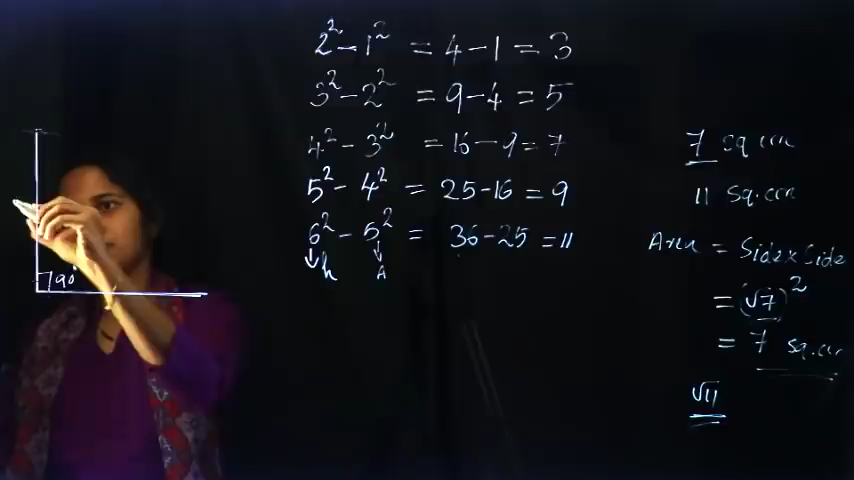 2² - 1² = 4 - 1 = 3
3² - 2² = 9 - 4 = 5
4² - 3² = 16 - 9 = 7
5² - 4² = 25 - 16 = 9
6² - 5² = 36 - 25 = 11
h A
90°
7 sq cm
11 sq.cm
Area = Side x Side
= (√7)²
= 7 sq.cm
√11